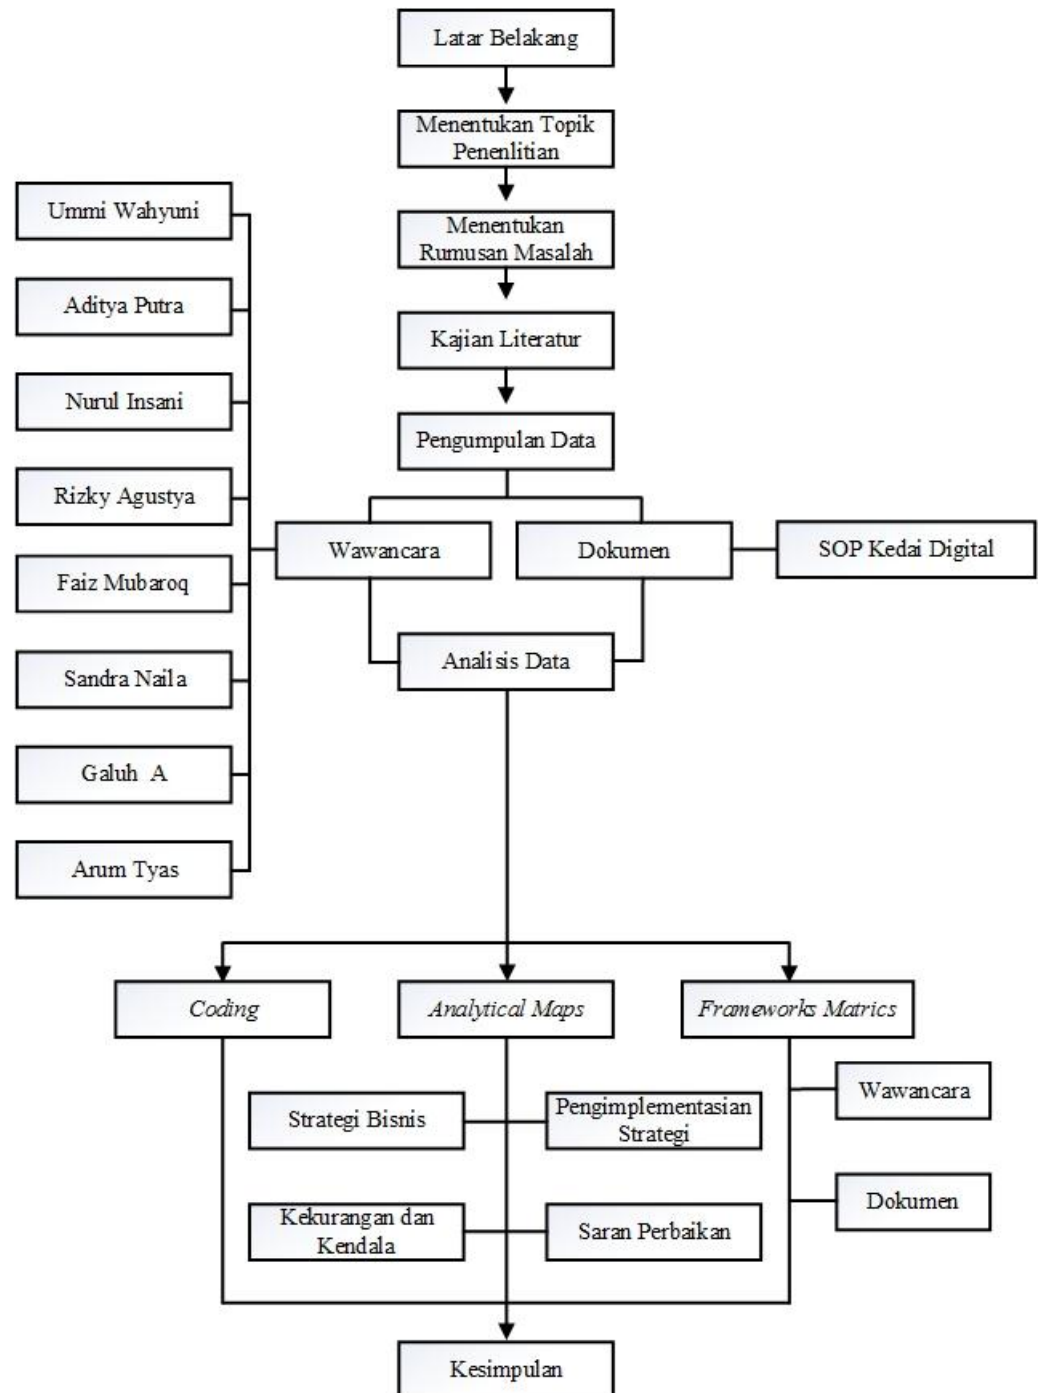 Latar Belakang
Menentukan Topik
Penenlitian
Menentukan
Rumusan Masalah
Kajian Literatur
Pengumpulan Data
Ummi Wahyuni
Aditya Putra
Nurul Insani
Rizky Agustya
Faiz Mubaroq
Sandra Naila
Galuh A
Arum Tyas
Wawancara
Dokumen
SOP Kedai Digital
Analisis Data
Coding
Analytical Maps
Frameworks Matrics
Strategi Bisnis
Pengimplementasian
Strategi
Wawancara
Kekurangan dan
Kendala
Saran Perbaikan
Dokumen
Kesimpulan